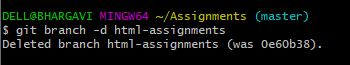 DELL@BHARGAVI MINGW64 ~/Assignments (master)
$ git branch -d html-assignments
Deleted branch html-assignments (was 0e60b38).